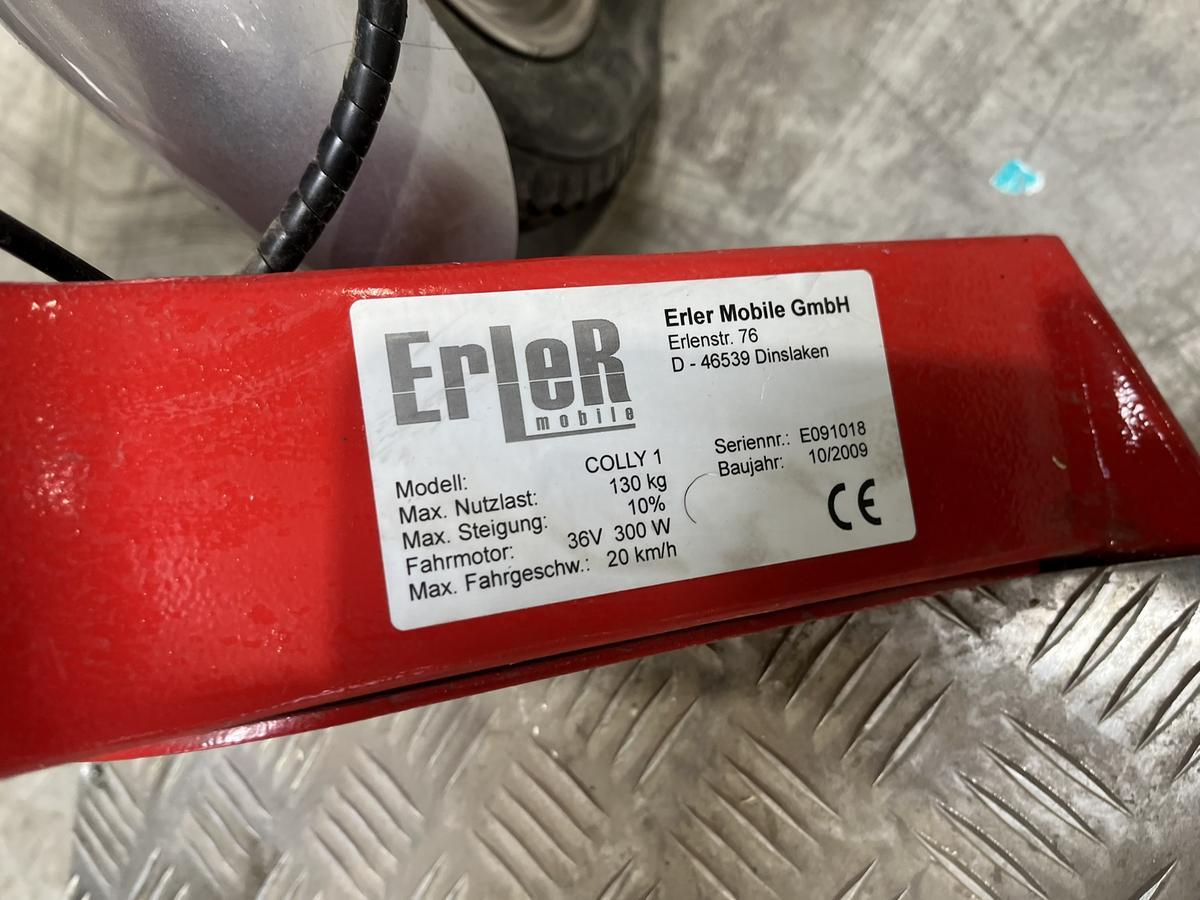 ErLeR
mobile
Erler Mobile GmbH
Erlenstr. 76
D - 46539 Dinslaken
Modell: COLLY 1
Max. Nutzlast: 130 kg
Max. Steigung: 10%
Fahrmotor: 36V 300 W
Max. Fahrgeschw.: 20 km/h
Seriennr.: E091018
Baujahr: 10/2009
CE